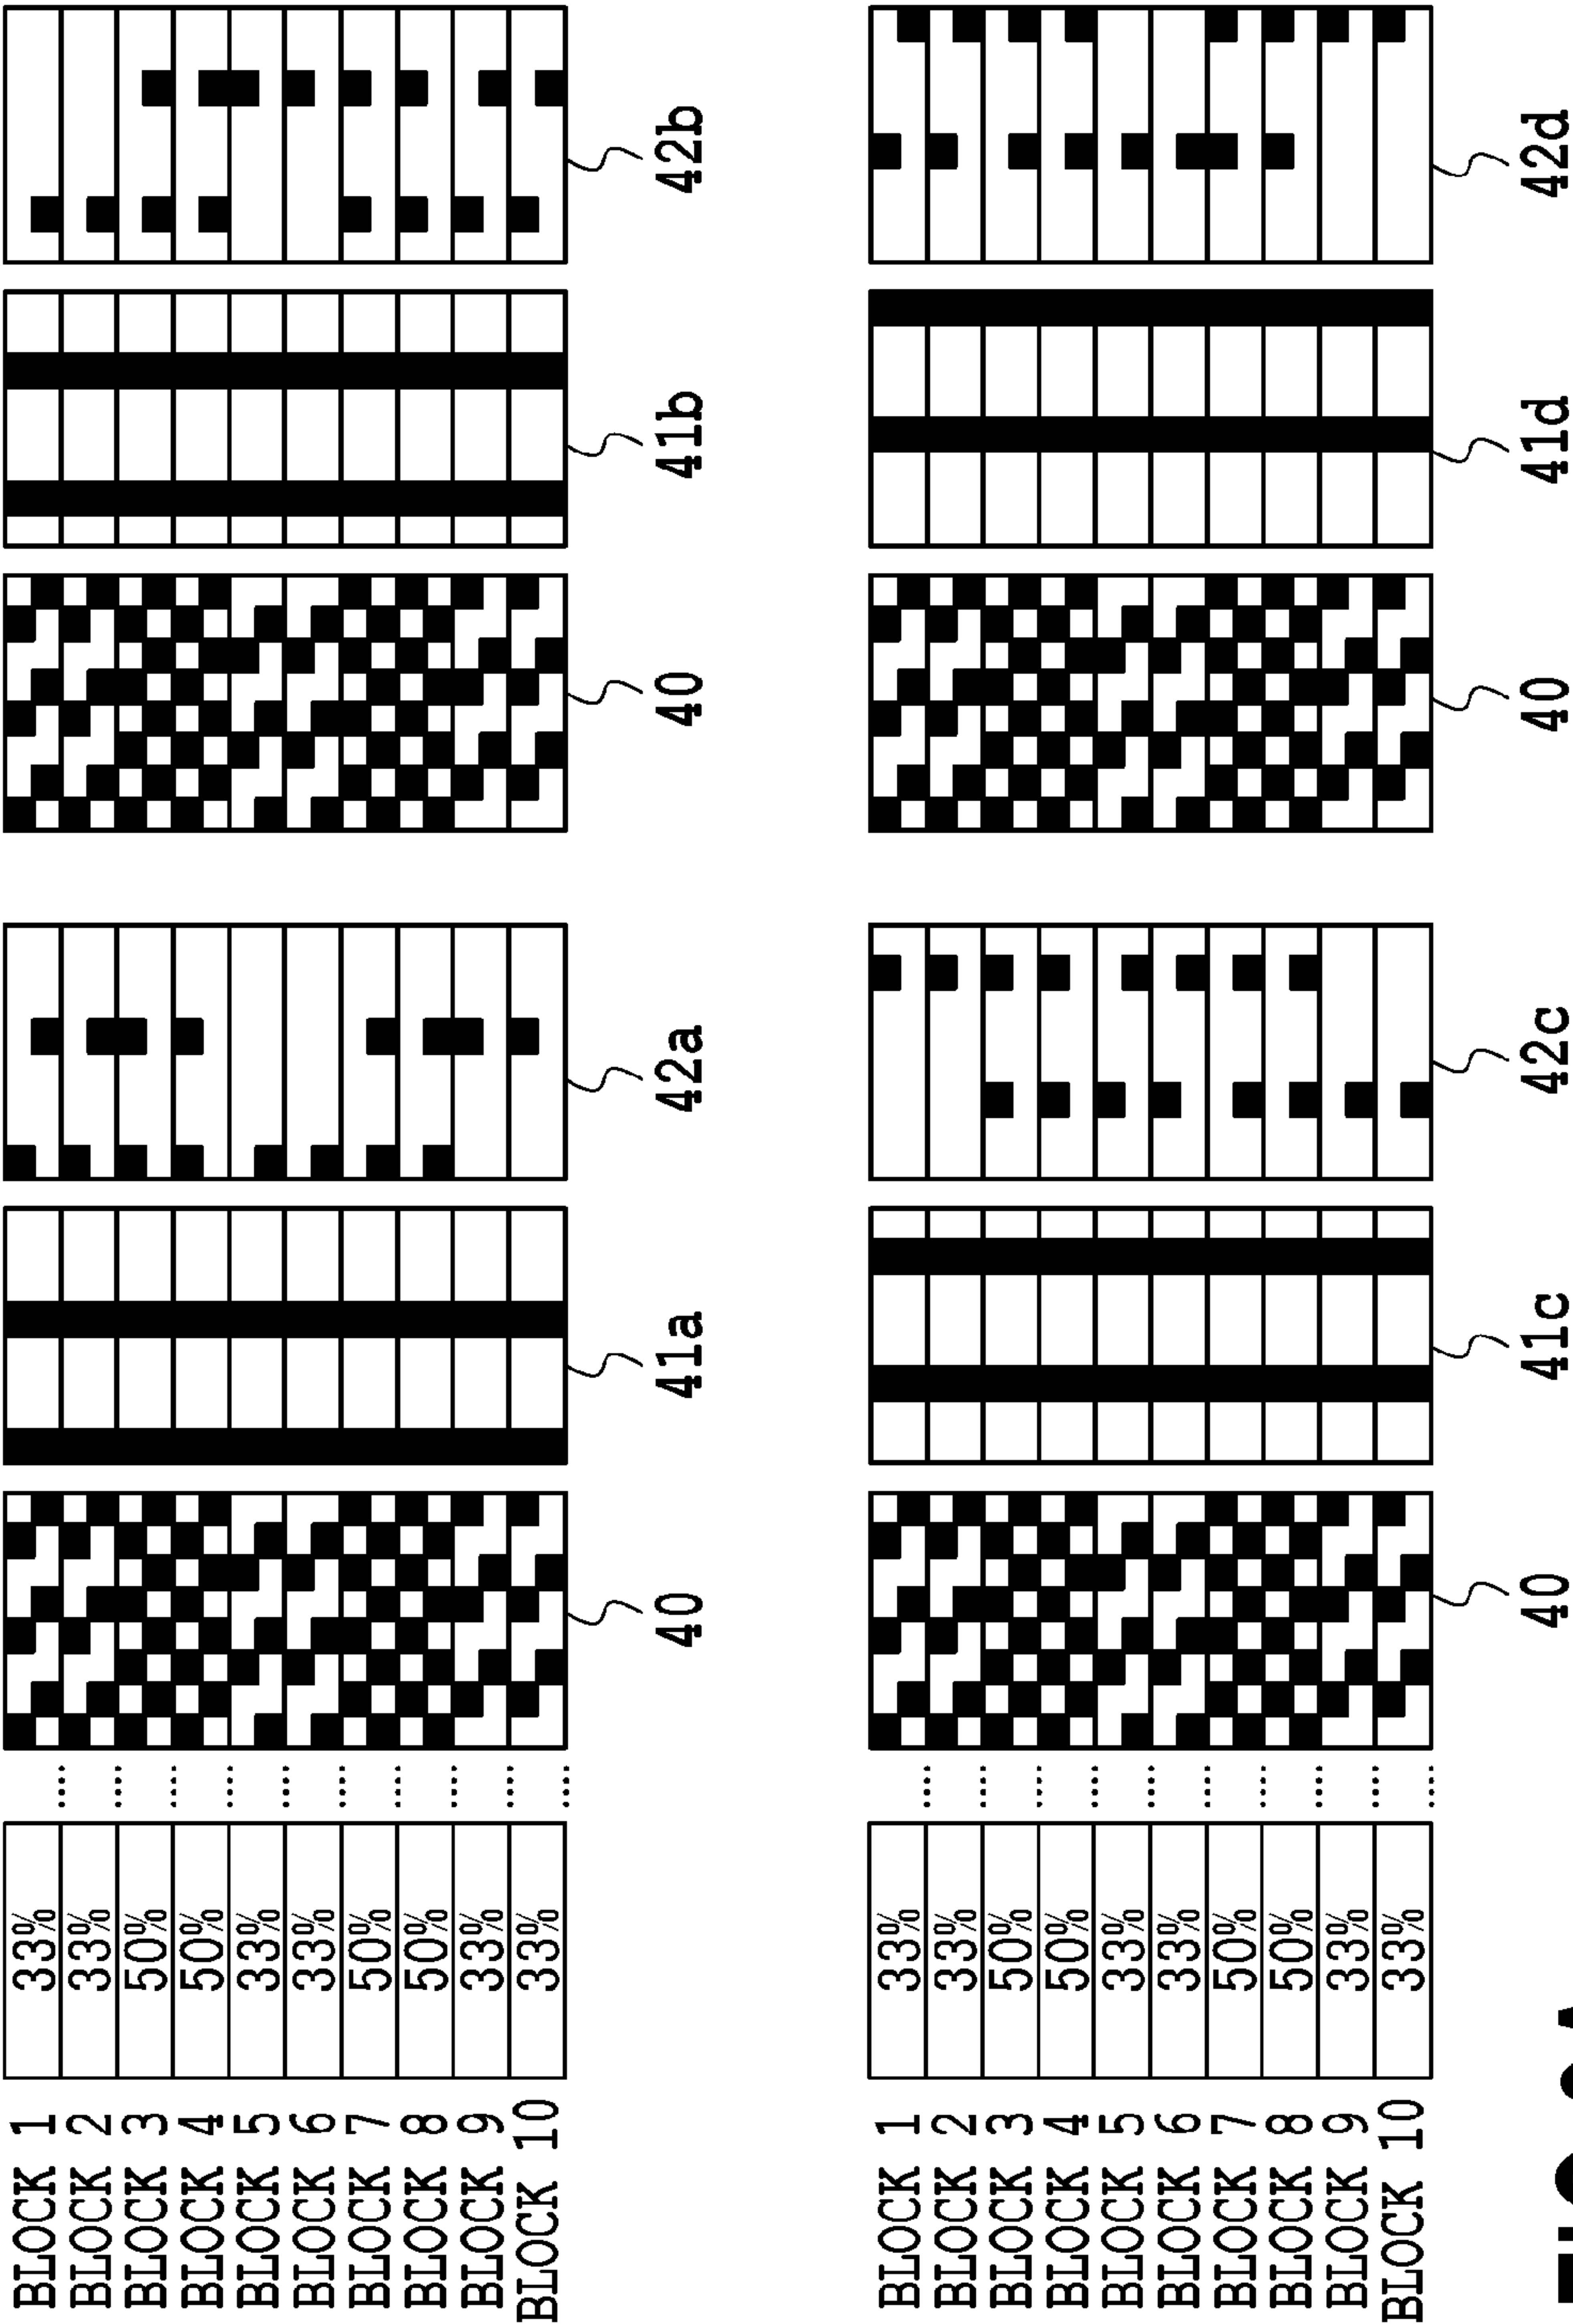 BLOCK 1 33%
BLOCK 2 33% ....
BLOCK 3 50% ....
BLOCK 4 50% ....
BLOCK 5 33% ....
BLOCK 6 33% ....
BLOCK 7 50% ....
BLOCK 8 50% ....
BLOCK 9 33% ....
BLOCK 10 33% ....
40 41a 42a 40 41b 42b
BLOCK 1 33%
BLOCK 2 33% ....
BLOCK 3 50% ....
BLOCK 4 50% ....
BLOCK 5 33% ....
BLOCK 6 33% ....
BLOCK 7 50% ....
BLOCK 8 50% ....
BLOCK 9 33% ....
BLOCK 10 33% ....
40 41c 42c 40 41d 42d